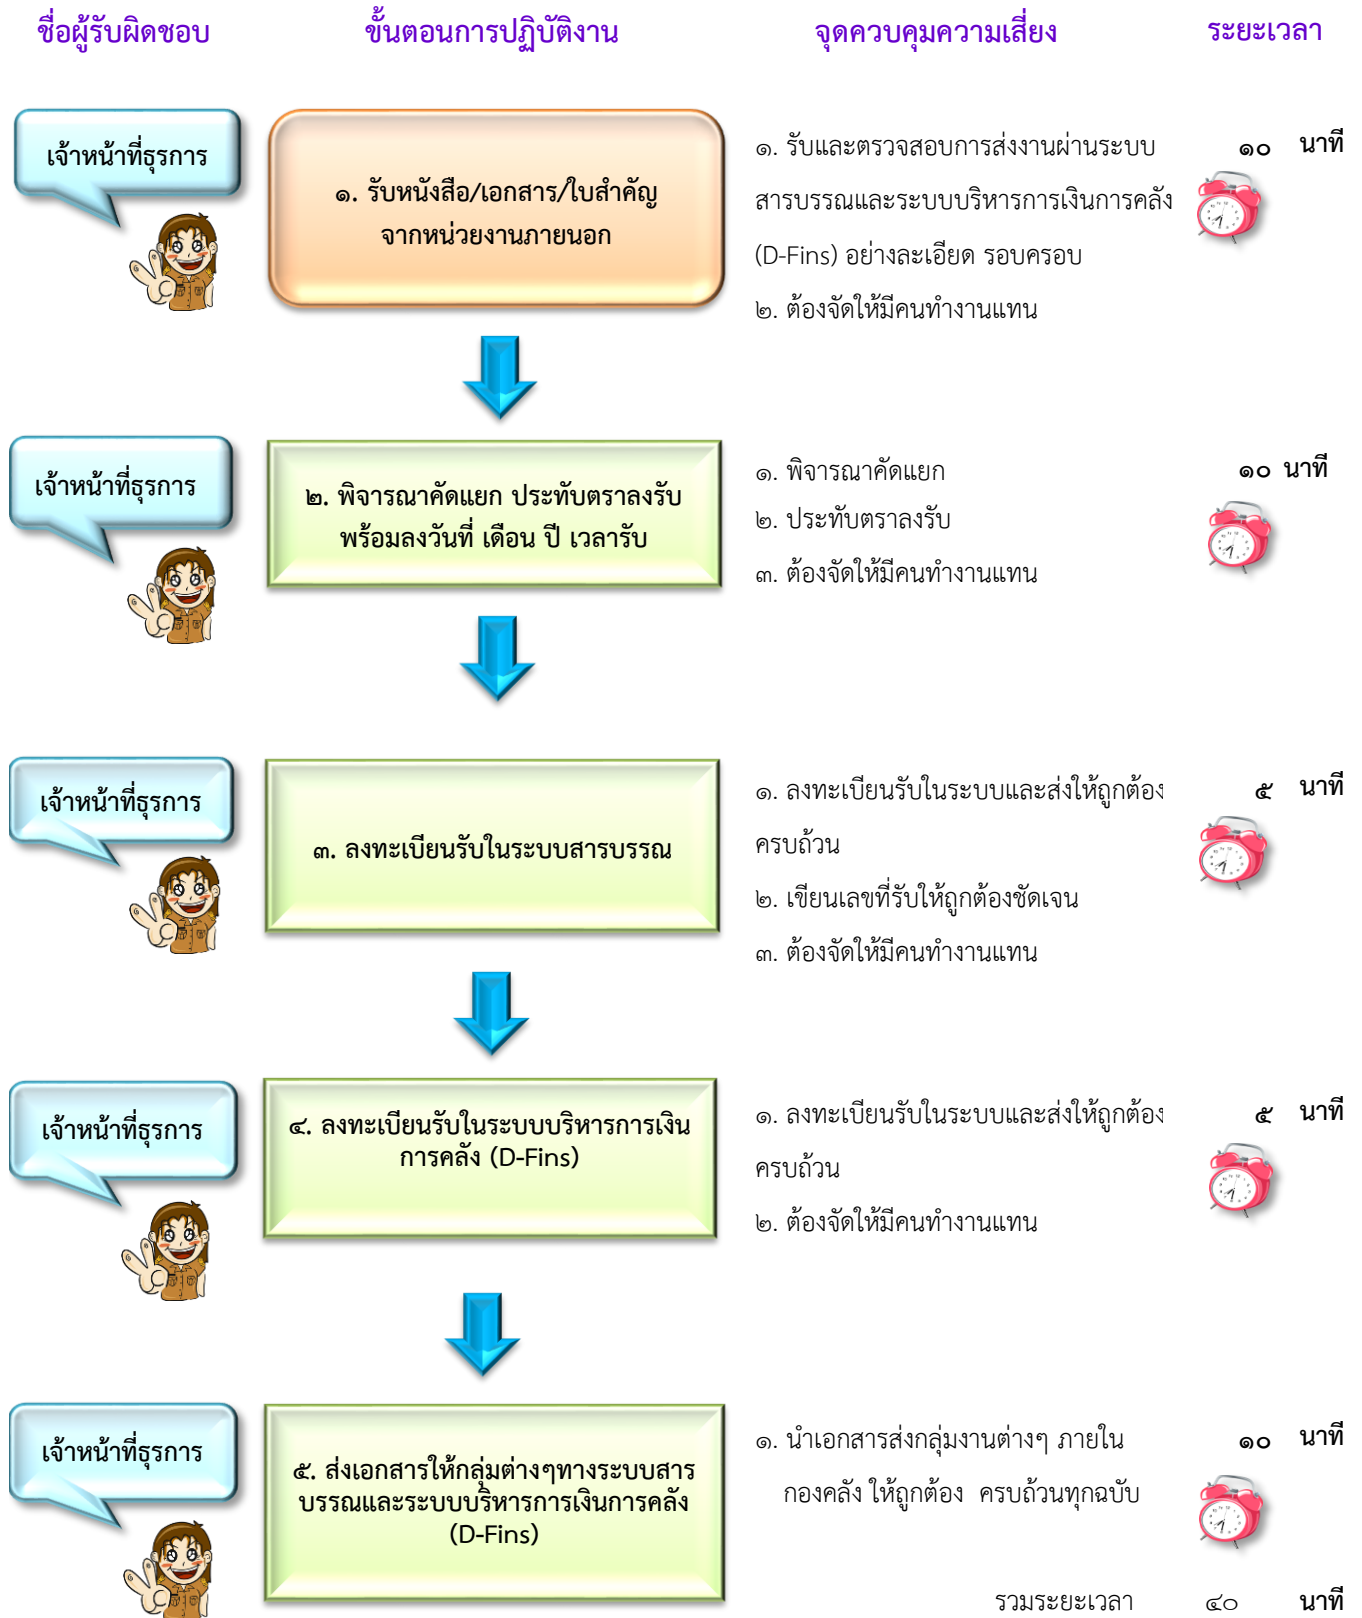 ชื่อผู้รับผิดชอบ ขั้นตอนการปฏิบัติงาน จุดควบคุมความเสี่ยง ระยะเวลา
เจ้าหน้าที่ธุรการ
๑. รับหนังสือ/เอกสาร/ใบสำคัญ
จากหน่วยงานภายนอก
๑. รับและตรวจสอบการส่งงานผ่านระบบ
สารบรรณและระบบบริหารการเงินการคลัง
(D-Fins) อย่างละเอียด รอบครอบ
๒. ต้องจัดให้มีคนทำงานแทน
๑๐ นาที
เจ้าหน้าที่ธุรการ
๒. พิจารณาคัดแยก ประทับตราลงรับ
พร้อมลงวันที่ เดือน ปี เวลารับ
๑. พิจารณาคัดแยก
๒. ประทับตราลงรับ
๓. ต้องจัดให้มีคนทำงานแทน
๑๐ นาที
เจ้าหน้าที่ธุรการ
๓. ลงทะเบียนรับในระบบสารบรรณ
๑. ลงทะเบียนรับในระบบและส่งให้ถูกต้อง
ครบถ้วน
๒. เขียนเลขที่รับให้ถูกต้องชัดเจน
๓. ต้องจัดให้มีคนทำงานแทน
๕ นาที
เจ้าหน้าที่ธุรการ
๔. ลงทะเบียนรับในระบบบริหารการเงิน
การคลัง (D-Fins)
๑. ลงทะเบียนรับในระบบและส่งให้ถูกต้อง
ครบถ้วน
๒. ต้องจัดให้มีคนทำงานแทน
๕ นาที
เจ้าหน้าที่ธุรการ
๕. ส่งเอกสารให้กลุ่มต่างๆทางระบบสาร
บรรณและระบบบริหารการเงินการคลัง
(D-Fins)
๑. นำเอกสารส่งกลุ่มงานต่างๆ ภายใน
กองคลัง ให้ถูกต้อง ครบถ้วนทุกฉบับ
๑๐ นาที
รวมระยะเวลา ๔๐ นาที